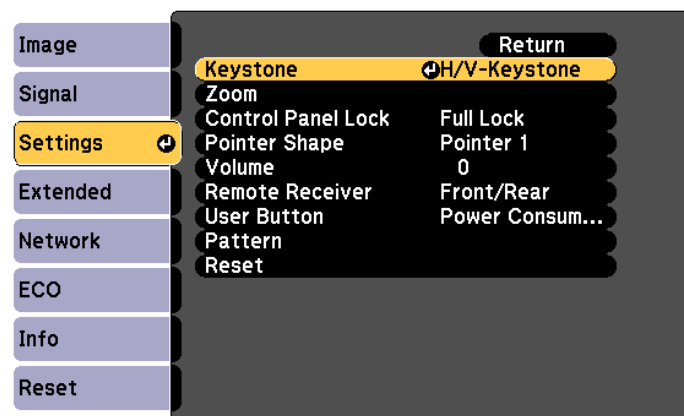 Image
Signal
Settings
Extended
Network
ECO
Info
Reset
Return
Keystone H/V-Keystone
Zoom
Control Panel Lock Full Lock
Pointer Shape Pointer 1
Volume 0
Remote Receiver Front/Rear
User Button Power Consum...
Pattern
Reset